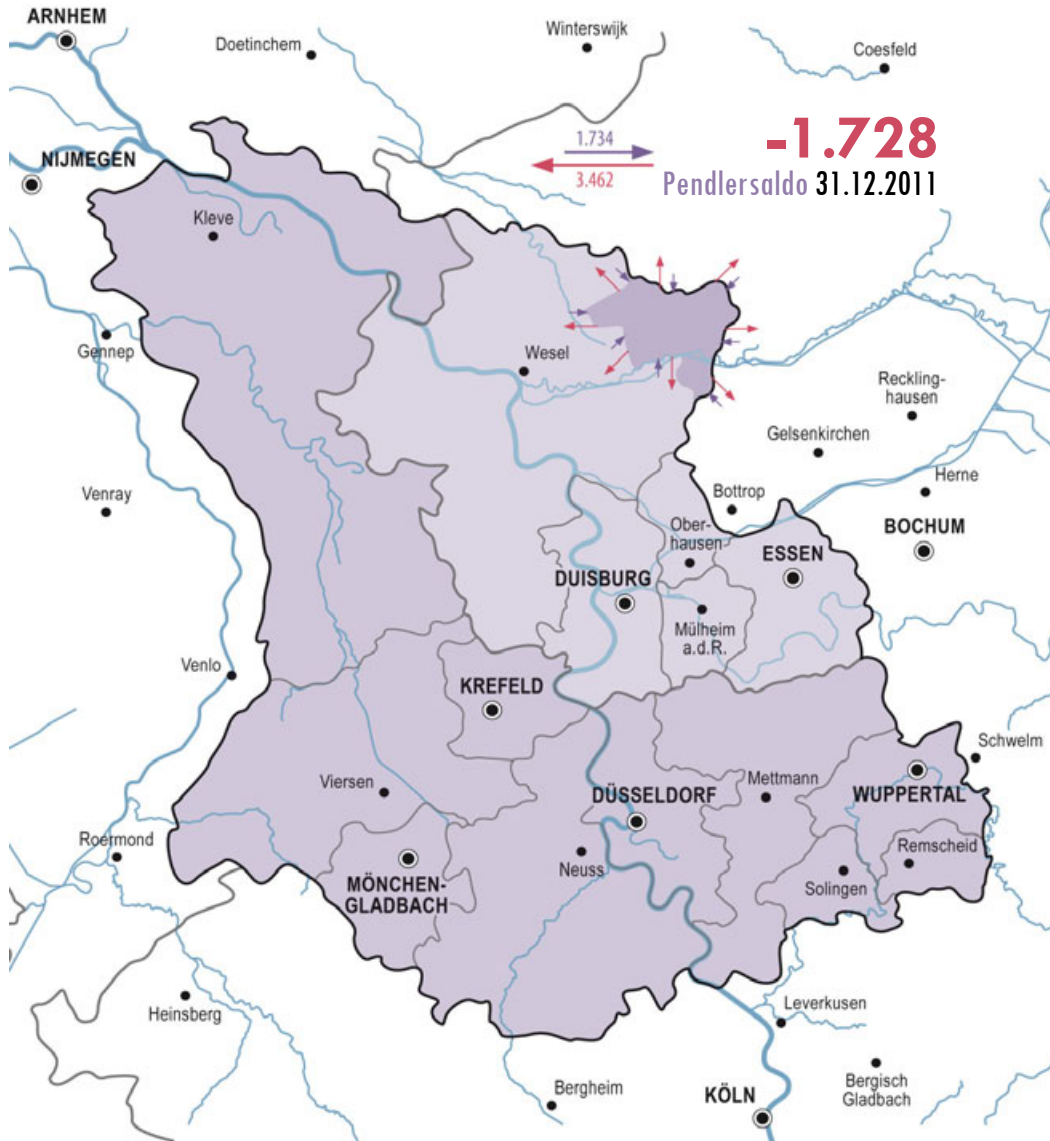 ARNHEM
Winterswijk
Doetinchem
Coesfeld
1.734
-1.728
3.462
Pendlersaldo 31.12.2011
NIJMEGEN
Kleve
Gennep
Wesel
Reckling-
hausen
Gelsenkirchen
Herne
Venray
Bottrop
Ober-
hausen
BOCHUM
ESSEN
DUISBURG
Mülheim
a.d.R.
Venlo
KREFELD
Schwelm
Viersen
Mettmann
DÜSSELDORF
WUPPERTAL
Roermond
Neuss
Remscheid
MÖNCHEN-
GLADBACH
Solingen
Heinsberg
Leverkusen
Bergheim
KÖLN
Bergisch
Gladbach